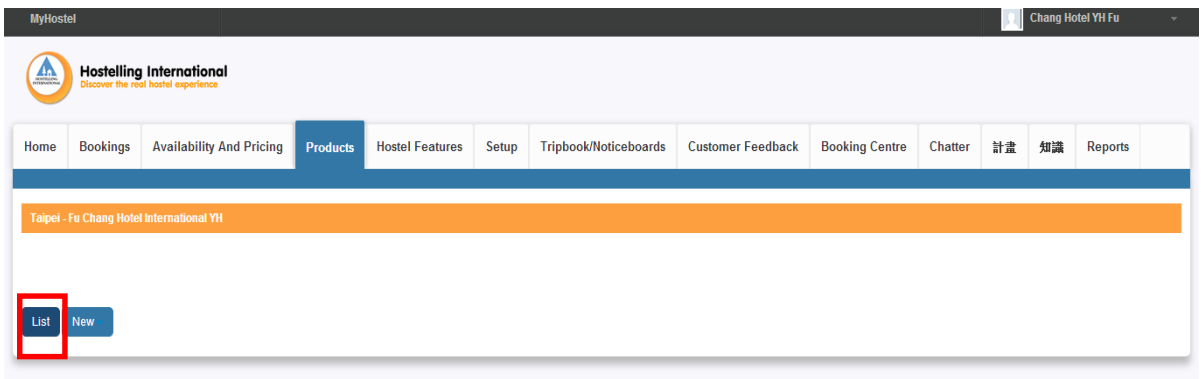 MyHostel Chang Hotel YH Fu
Hostelling International
Discover the real hostel experience
Home Bookings Availability And Pricing Products Hostel Features Setup Tripbook/Noticeboards Customer Feedback Booking Centre Chatter 計畫 知識 Reports
Taipei - Fu Chang Hotel International YH
List New